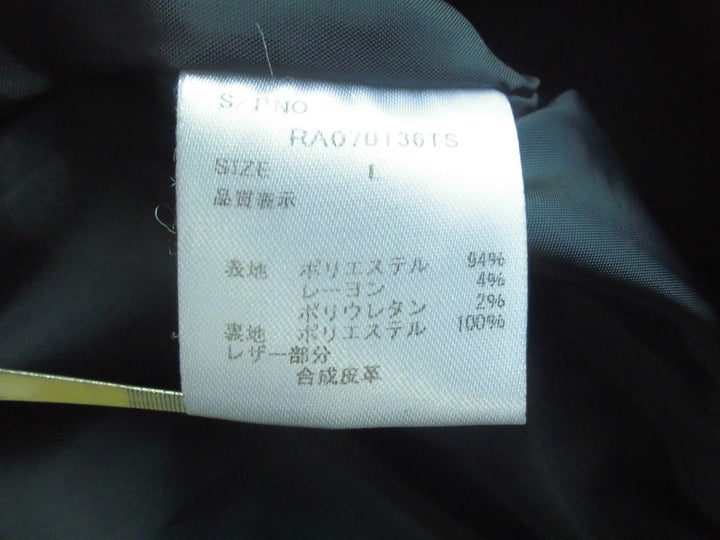 S/PNO
RA070136TS
SIZE L
品質表示
表地 ポリエステル 94%
レーヨン 4%
ポリウレタン 2%
裏地 ポリエステル 100%
レザー部分
合成皮革